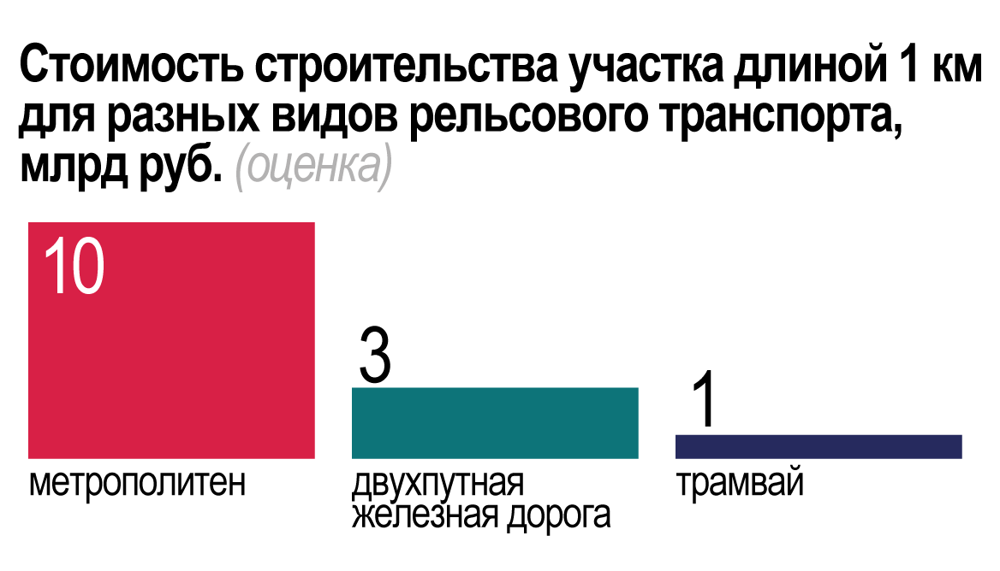 Стоимость строительства участка длиной 1 км
для разных видов рельсового транспорта,
млрд руб. (оценка)
10
3
1
метрополитен
двухпутная
железная дорога
трамвай